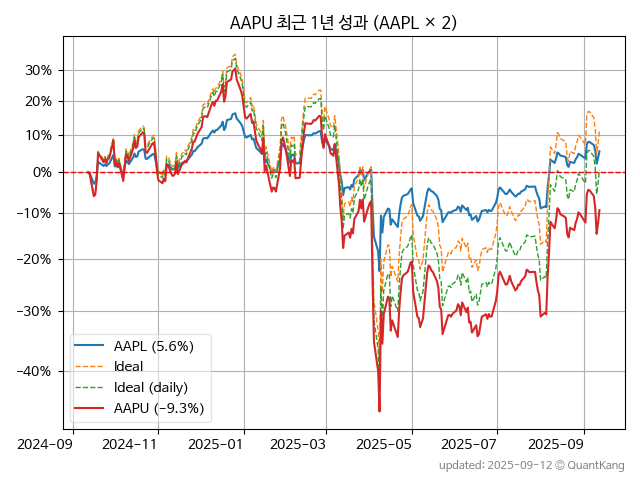 AAPU 최근 1년 성과 (AAPL × 2)
30%
20%
10%
0%
−10%
−20%
−30%
−40%
AAPL (5.6%)
Ideal
Ideal (daily)
AAPU (−9.3%)
2024-09 2024-11 2025-01 2025-03 2025-05 2025-07 2025-09
updated: 2025-09-12 © QuantKang